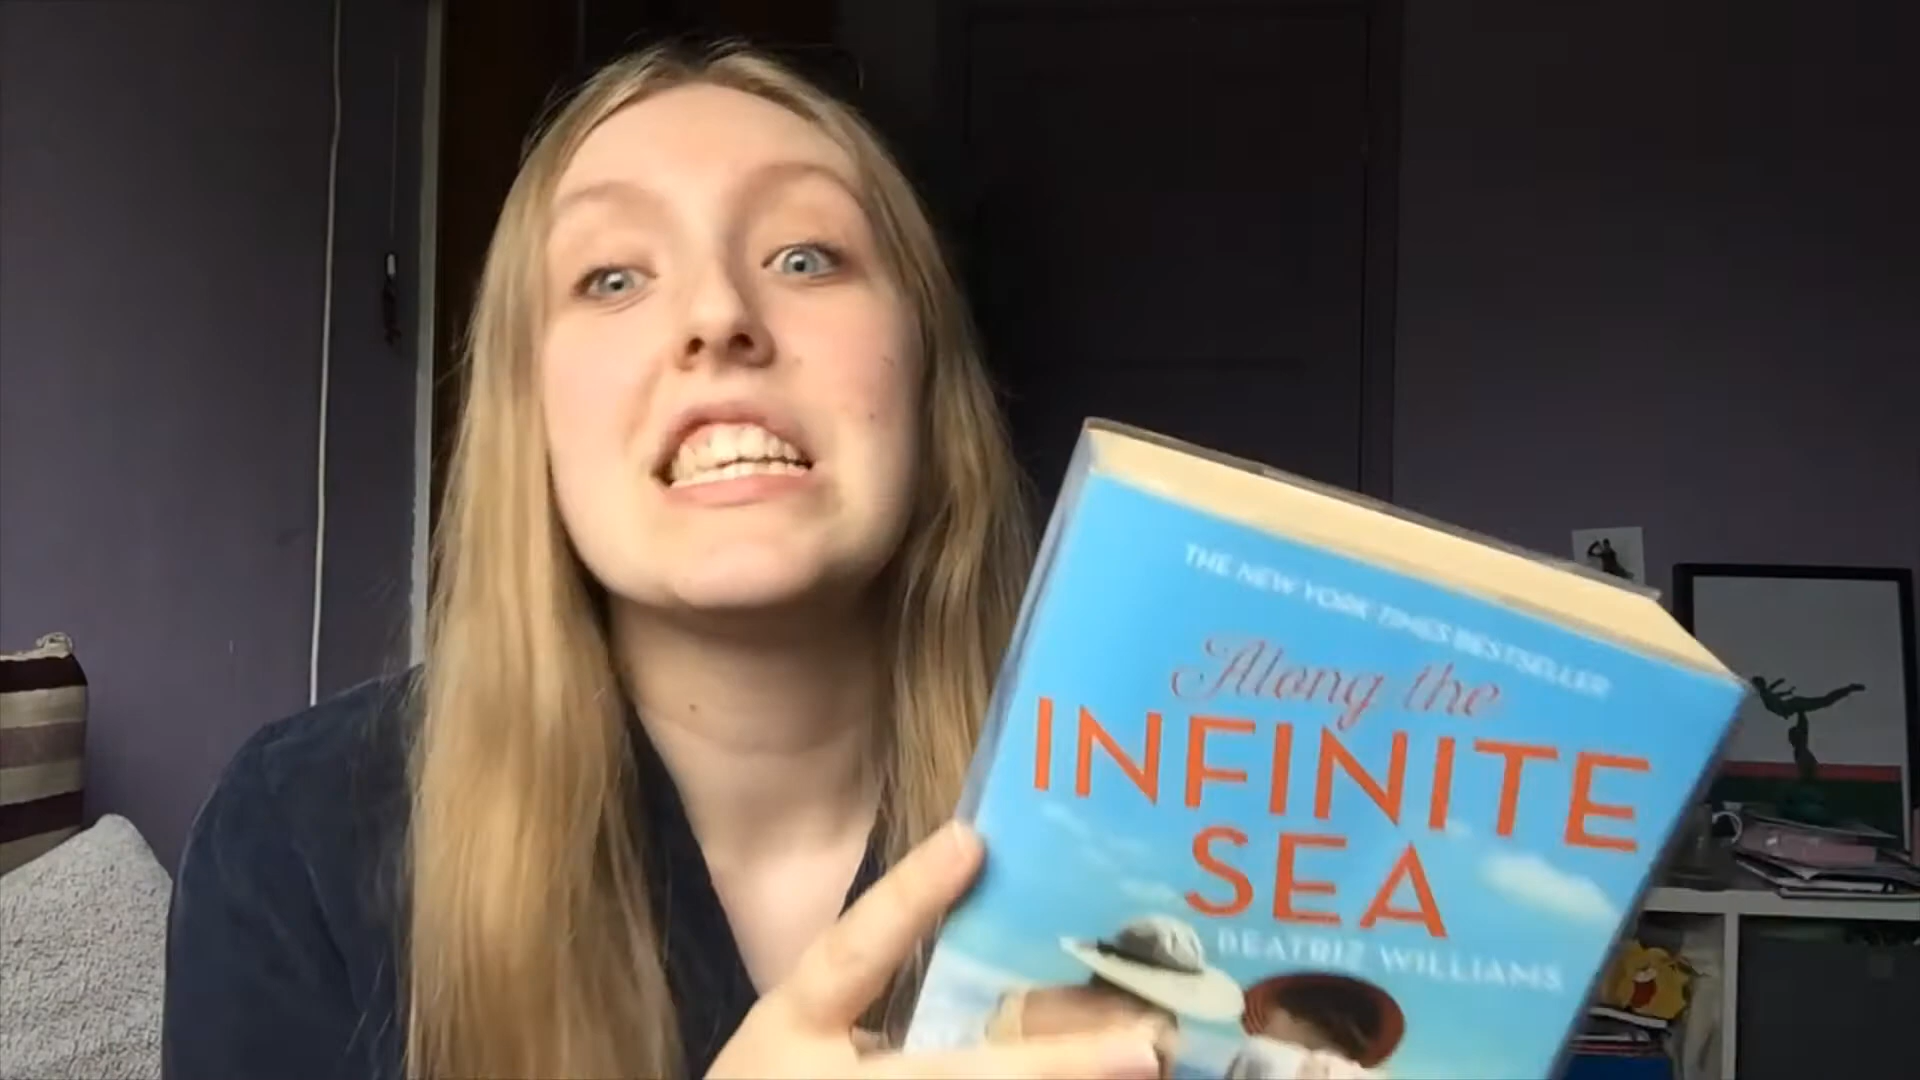 THE NEW YORK TIMES BESTSELLER
Along the
INFINITE
SEA
BEATRIZ WILLIAMS